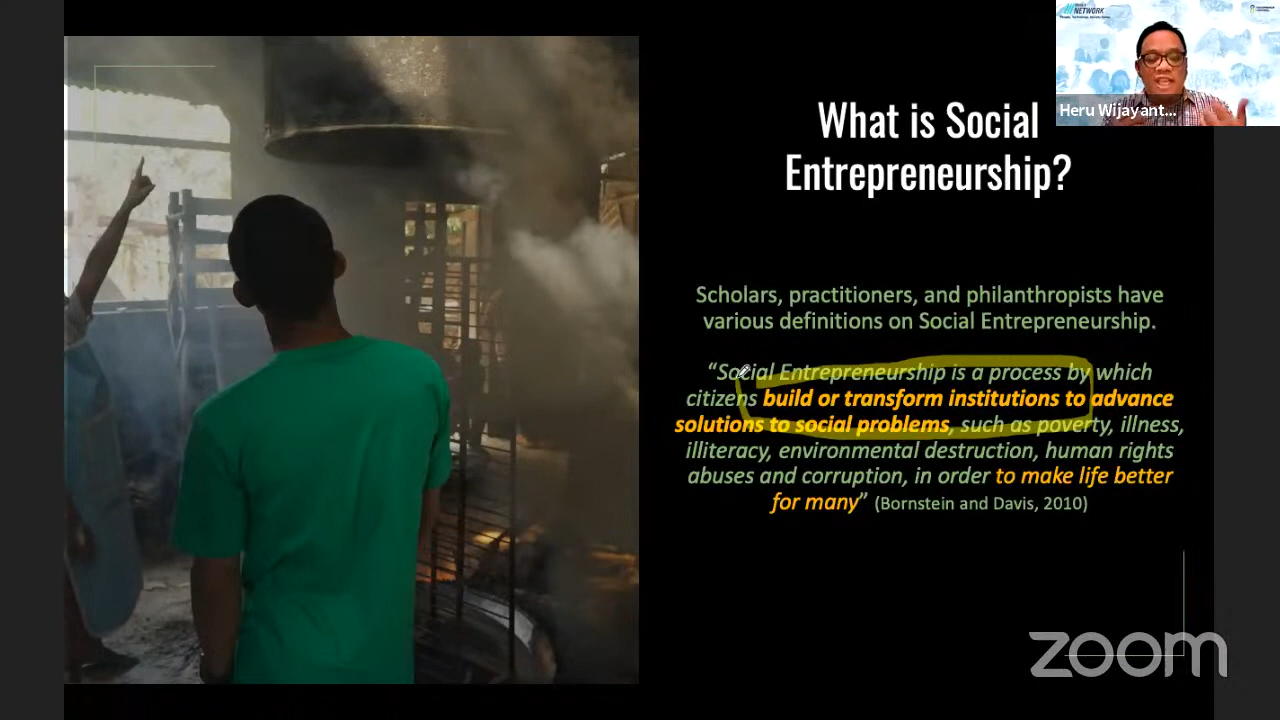 NETWORK
Heru Wijayant...
What is Social
Entrepreneurship?
Scholars, practitioners, and philanthropists have
various definitions on Social Entrepreneurship.
“Social Entrepreneurship is a process by which
citizens build or transform institutions to advance
solutions to social problems, such as poverty, illness,
illiteracy, environmental destruction, human rights
abuses and corruption, in order to make life better
for many” (Bornstein and Davis, 2010)
zoom